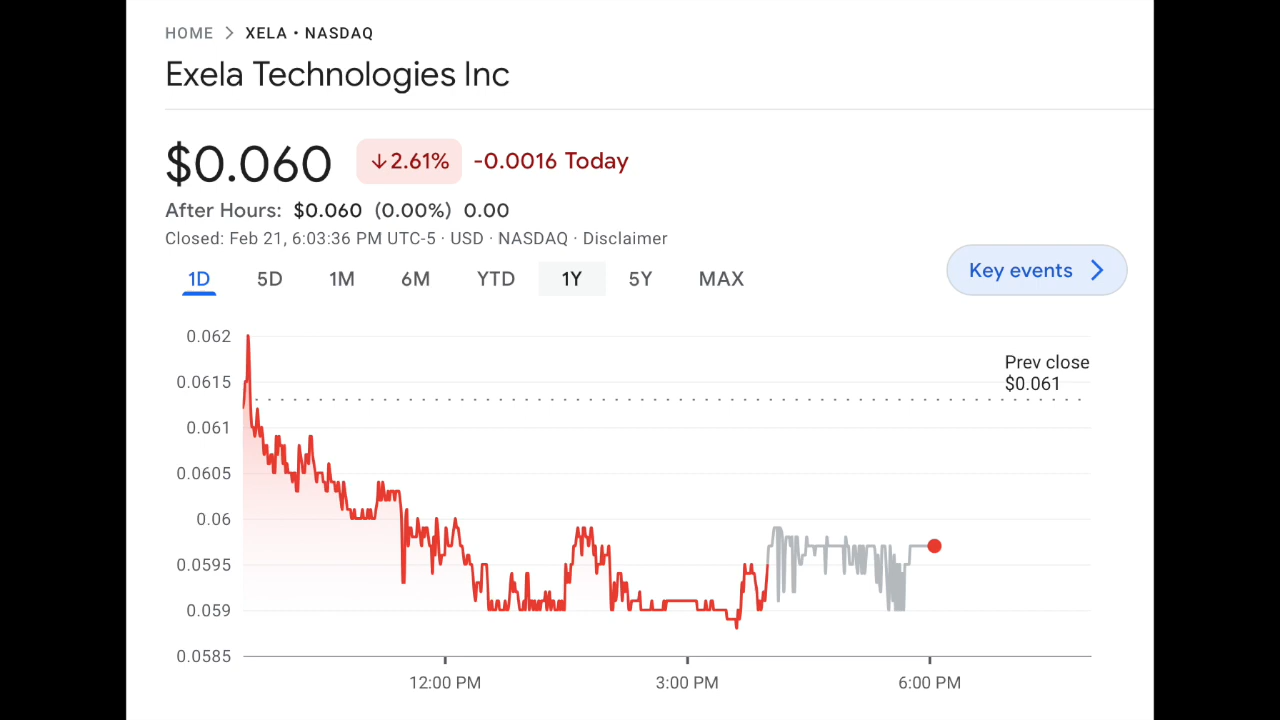 HOME > XELA • NASDAQ
Exela Technologies Inc
$0.060 ↓2.61% -0.0016 Today
After Hours: $0.060 (0.00%) 0.00
Closed: Feb 21, 6:03:36 PM UTC-5 · USD · NASDAQ · Disclaimer
1D 5D 1M 6M YTD 1Y 5Y MAX
Key events >
0.062
Prev close
0.0615
$0.061
0.061
0.0605
0.06
0.0595
0.059
0.0585
12:00 PM 3:00 PM 6:00 PM